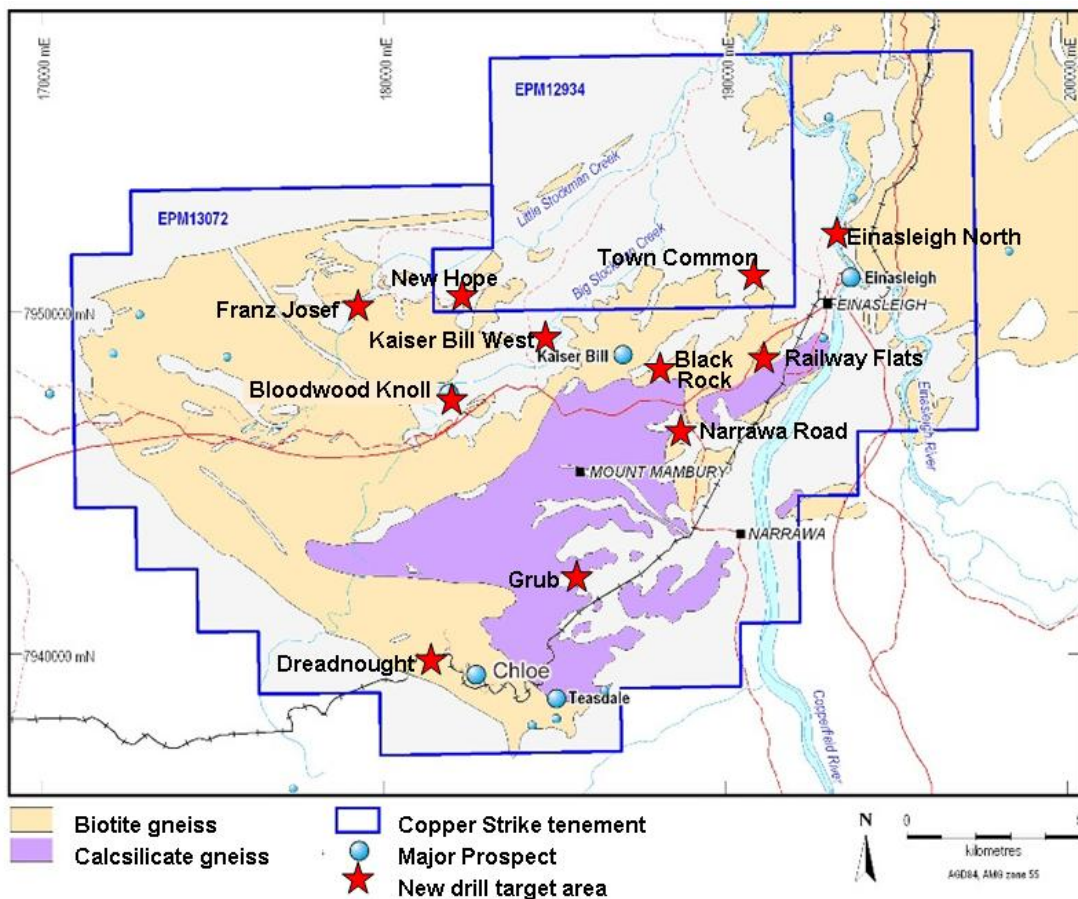 170000 mE
180000 mE
190000 mE
200000 mE
EPM12934
EPM13072
Little Stockman Creek
Big Stockman Creek
Einasleigh North
Town Common
Einasleigh
New Hope
EINASLEIGH
Franz Josef
7950000 mN
Kaiser Bill West
Kaiser Bill
Black
Rock
Railway Flats
Bloodwood Knoll
Einasleigh River
Narrawa Road
MOUNT MAMBURY
NARRAWA
Grub
7940000 mN
Dreadnought
Chloe
Teasdale
Copperfield River
Biotite gneiss
Calcsilicate gneiss
Copper Strike tenement
Major Prospect
New drill target area
N
0
kilometres
AGD84, AMG zone 55